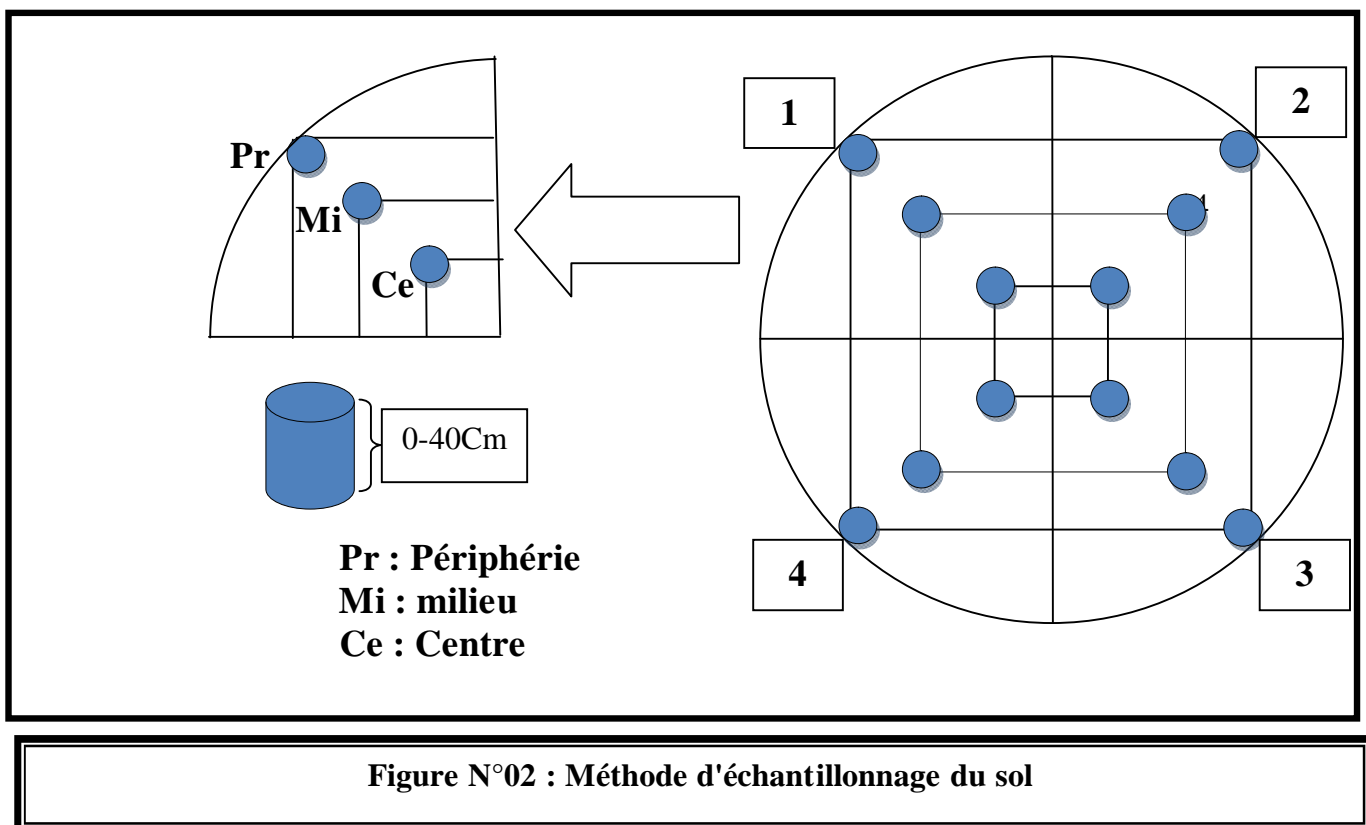 1
2
Pr
Mi
Ce
0-40Cm
4
3
Pr : Périphérie
Mi : milieu
Ce : Centre
Figure N°02 : Méthode d'échantillonnage du sol